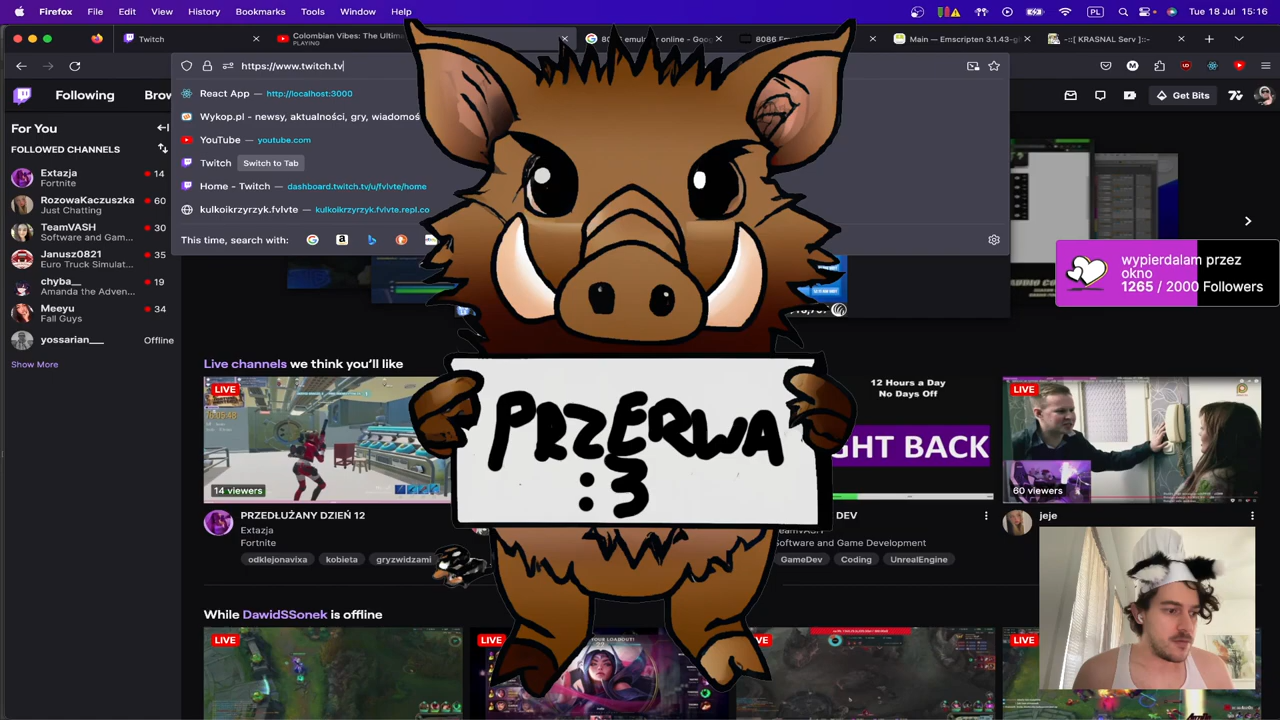 Firefox File Edit View History Bookmarks Tools Window Help
PL Tue 18 Jul 15:16
Twitch
Colombian Vibes: The Ultim
PLAYING
8086 emulator online - Goo
8086 Em
Main — Emscripten 3.1.43-g
-::[ KRASNAL Serv ]::-
https://www.twitch.tv
React App — http://localhost:3000
Wykop.pl - newsy, aktualności, gry, wiadomoś
YouTube — youtube.com
Twitch Switch to Tab
Home - Twitch — dashboard.twitch.tv/u/fvlvte/home
kulkoikrzyrzyk.fvlvte — kulkoikrzyrzyk.fvlvte.repl.co
This time, search with:
Following
Brow
Get Bits
For You
FOLLOWED CHANNELS
Extazja 14
Fortnite
RozowaKaczuszka 60
Just Chatting
TeamVASH 30
Software and Gam...
Janusz0821 35
Euro Truck Simulat...
chyba__ 19
Amanda the Adven...
Meeyu 34
Fall Guys
yossarian___ Offline
Show More
wypierdalam przez
okno
1265 / 2000 Followers
PRZERWA
:3
Live channels we think you'll like
LIVE
14 viewers
PRZEDŁUŻANY DZIEŃ 12
Extazja
Fortnite
odklejonavixa kobieta gryzwidzami
12 Hours a Day
No Days Off
GHT BACK
DEV
Software and Game Development
GameDev Coding UnrealEngine
LIVE
60 viewers
jeje
While DawidSSonek is offline
LIVE
LIVE
YOUR LOADOUT!
LIVE
LIVE